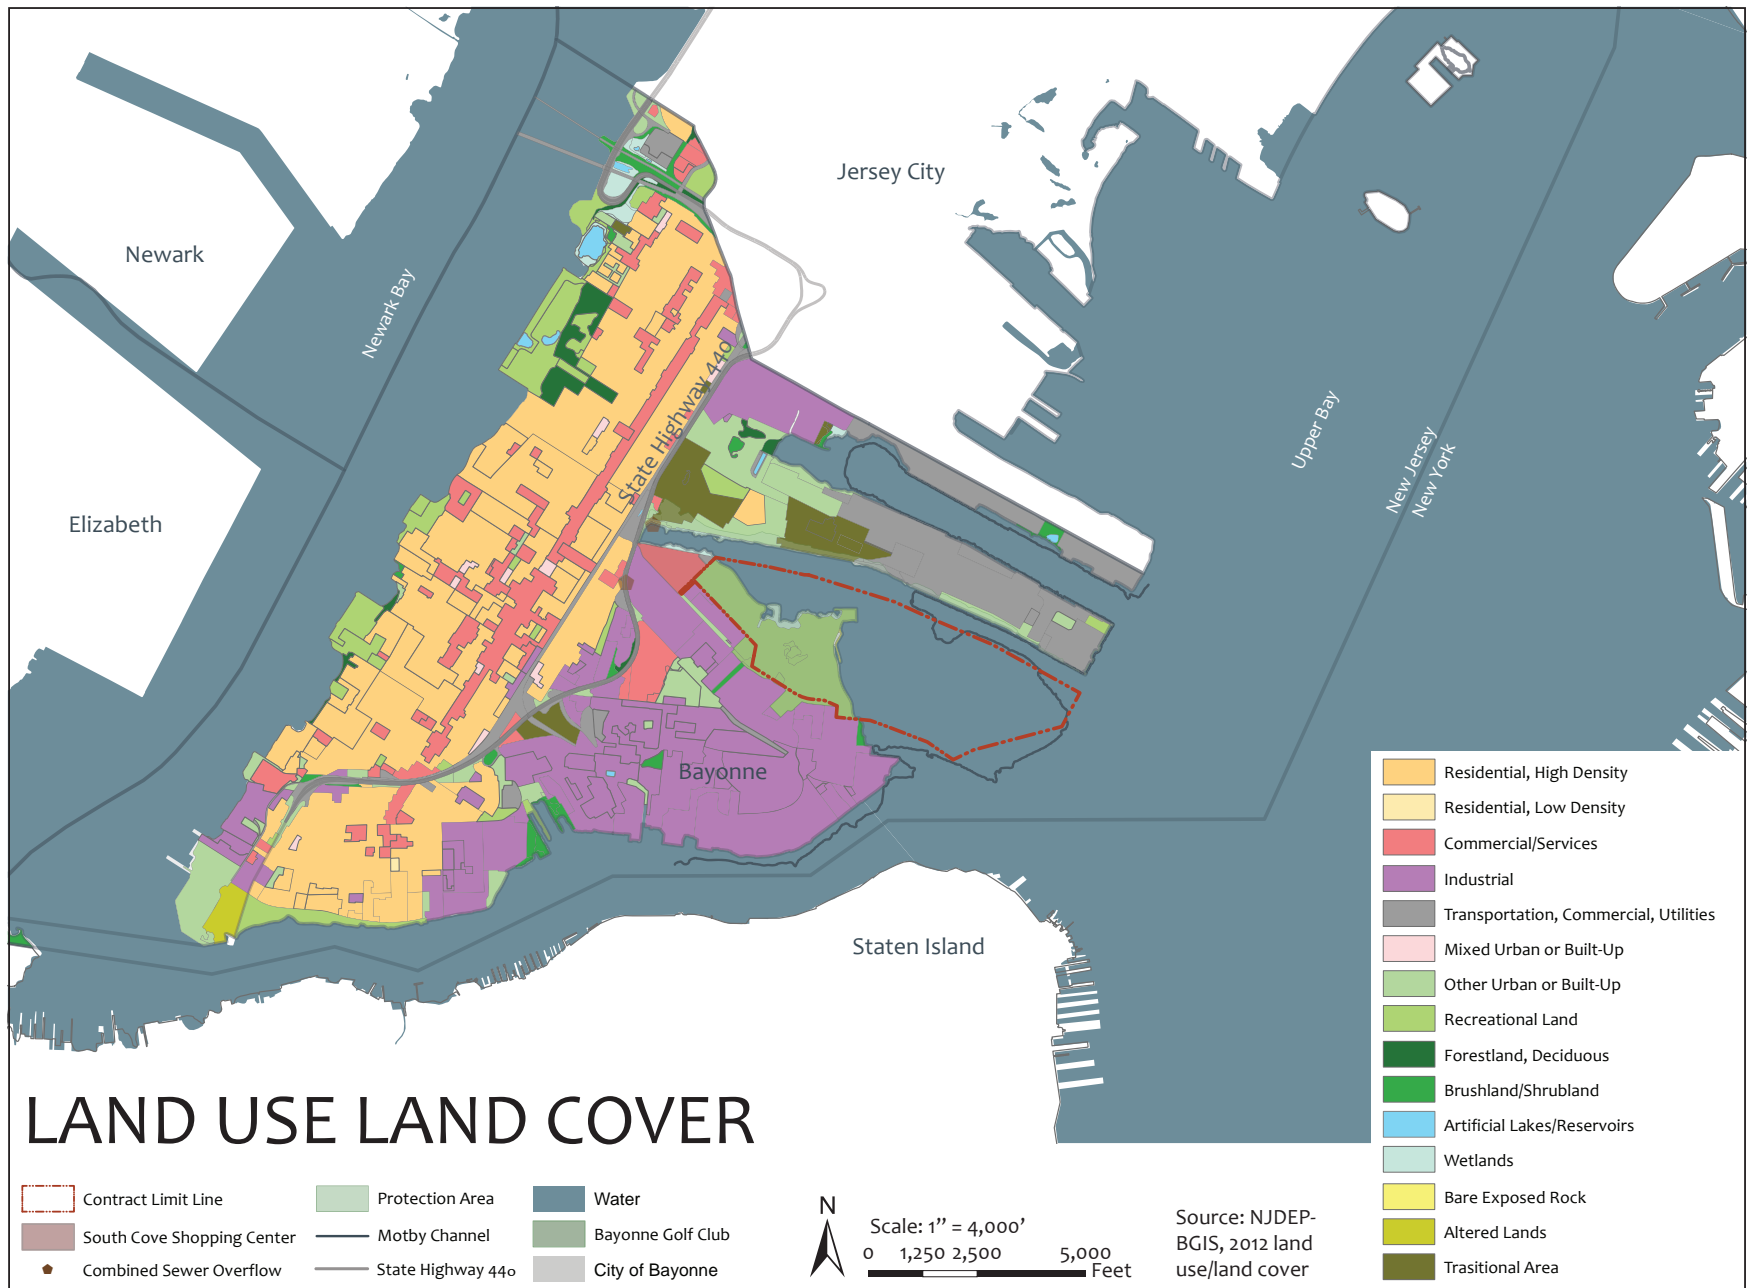 Jersey City
Newark
Newark Bay
State Highway 440
Upper Bay
New Jersey
New York
Elizabeth
Bayonne
Staten Island
LAND USE LAND COVER
Contract Limit Line
South Cove Shopping Center
Combined Sewer Overflow
Protection Area
Motby Channel
State Highway 440
Water
Bayonne Golf Club
City of Bayonne
N
Scale: 1’’ = 4,000’
0 1,250 2,500 5,000
Feet
Source: NJDEP-
BGIS, 2012 land
use/land cover
Residential, High Density
Residential, Low Density
Commercial/Services
Industrial
Transportation, Commercial, Utilities
Mixed Urban or Built-Up
Other Urban or Built-Up
Recreational Land
Forestland, Deciduous
Brushland/Shrubland
Artificial Lakes/Reservoirs
Wetlands
Bare Exposed Rock
Altered Lands
Trasitional Area